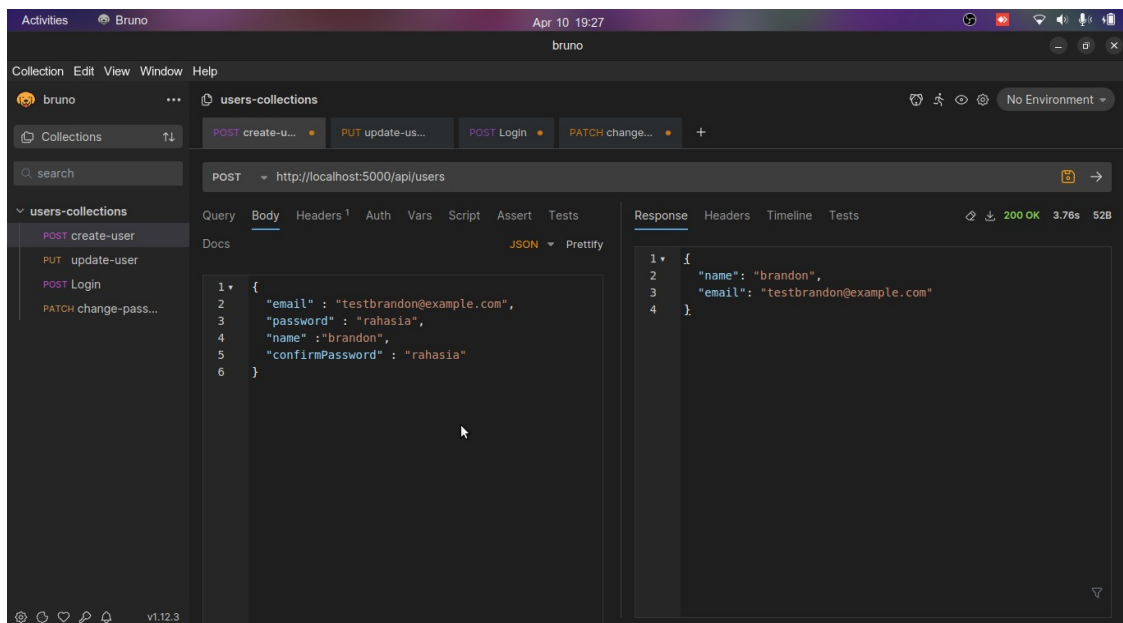 Activities Bruno Apr 10 19:27
bruno
Collection Edit View Window Help
bruno ... users-collections No Environment
Collections POST create-u... PUT update-us... POST Login PATCH change... +
search POST http://localhost:5000/api/users
users-collections Query Body Headers 1 Auth Vars Script Assert Tests Response Headers Timeline Tests 200 OK 3.76s 52B
POST create-user Docs JSON Prettify
PUT update-user
POST Login
PATCH change-pass...
1 {
2 "email" : "testbrandon@example.com",
3 "password" : "rahasia",
4 "name" :"brandon",
5 "confirmPassword" : "rahasia"
6 }
1 {
2 "name": "brandon",
3 "email": "testbrandon@example.com"
4 }
v1.12.3